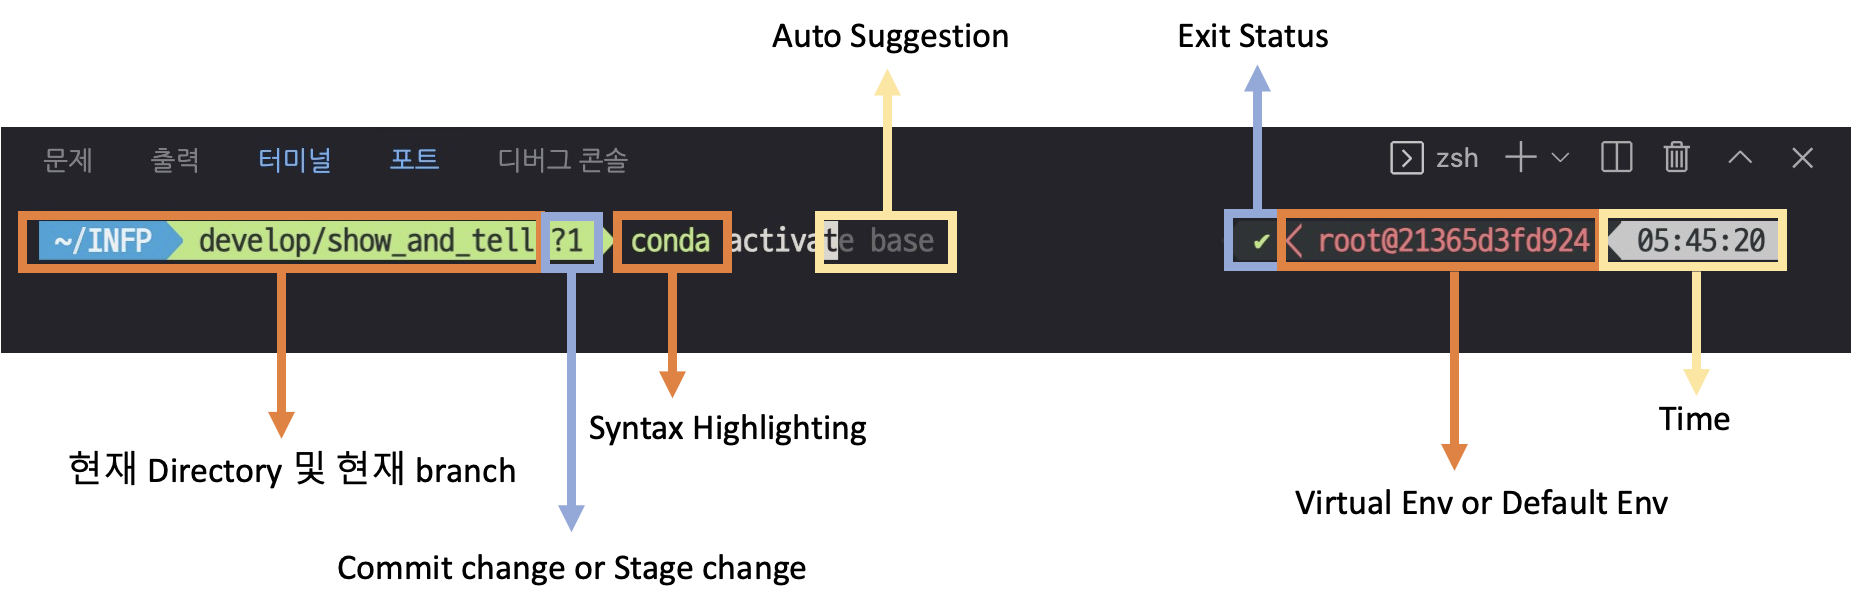 Auto Suggestion
Exit Status
문제 출력 터미널 포트 디버그 콘솔 zsh
~/INFP develop/show_and_tell ?1 conda activate base ✔ root@21365d3fd924 05:45:20
Syntax Highlighting
Time
현재 Directory 및 현재 branch
Virtual Env or Default Env
Commit change or Stage change